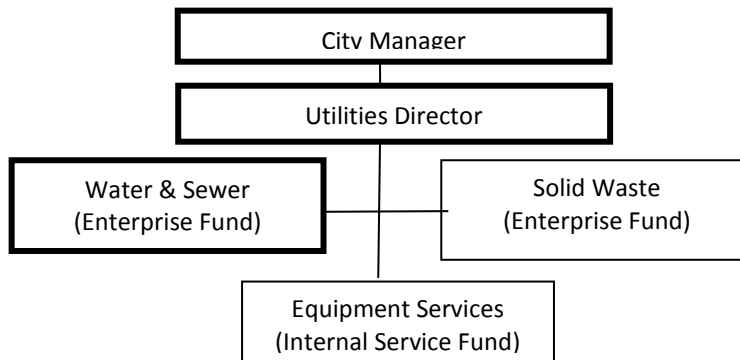 City Manager
Utilities Director
Water & Sewer
(Enterprise Fund)
Solid Waste
(Enterprise Fund)
Equipment Services
(Internal Service Fund)